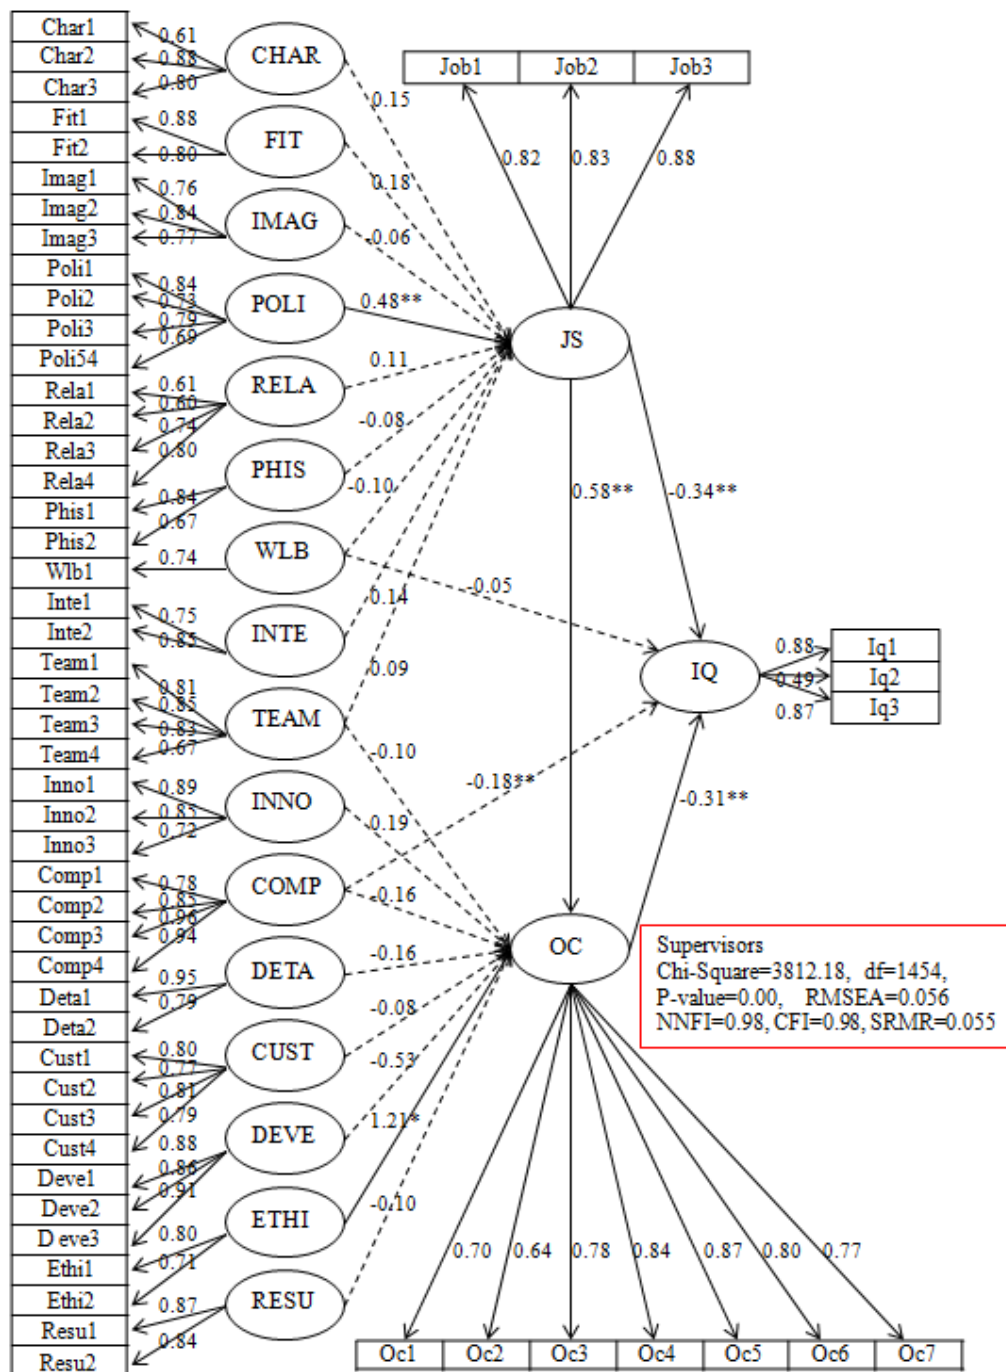 Char1
Char2
Char3
Fit1
Fit2
Imag1
Imag2
Imag3
Poli1
Poli2
Poli3
Poli54
Rela1
Rela2
Rela3
Rela4
Phis1
Phis2
Wlb1
Inte1
Inte2
Team1
Team2
Team3
Team4
Inno1
Inno2
Inno3
Comp1
Comp2
Comp3
Comp4
Deta1
Deta2
Cust1
Cust2
Cust3
Cust4
Deve1
Deve2
D eve3
Ethi1
Ethi2
Resu1
Resu2
0.61
0.88
0.80
0.88
0.80
0.76
0.84
0.77
0.84
0.73
0.79
0.69
0.61
0.60
0.74
0.80
0.84
0.67
0.74
0.75
0.85
0.81
0.85
0.83
0.67
0.89
0.85
0.72
0.78
0.85
0.96
0.94
0.95
0.79
0.80
0.77
0.81
0.79
0.88
0.86
0.91
0.80
0.71
0.87
0.84
CHAR
FIT
IMAG
POLI
RELA
PHIS
WLB
INTE
TEAM
INNO
COMP
DETA
CUST
DEVE
ETHI
RESU
0.15
0.18
-0.06
0.48**
0.11
-0.08
-0.10
-0.05
0.14
0.09
-0.10
-0.18**
0.19
-0.16
-0.16
-0.08
-0.53
1.21*
-0.10
Job1 Job2 Job3
0.82 0.83 0.88
JS
0.58** -0.34**
IQ
0.88
0.49
0.87
Iq1
Iq2
Iq3
-0.31**
OC
Supervisors
Chi-Square=3812.18, df=1454,
P-value=0.00, RMSEA=0.056
NNFI=0.98, CFI=0.98, SRMR=0.055
0.70 0.64 0.78 0.84 0.87 0.80 0.77
Oc1 Oc2 Oc3 Oc4 Oc5 Oc6 Oc7